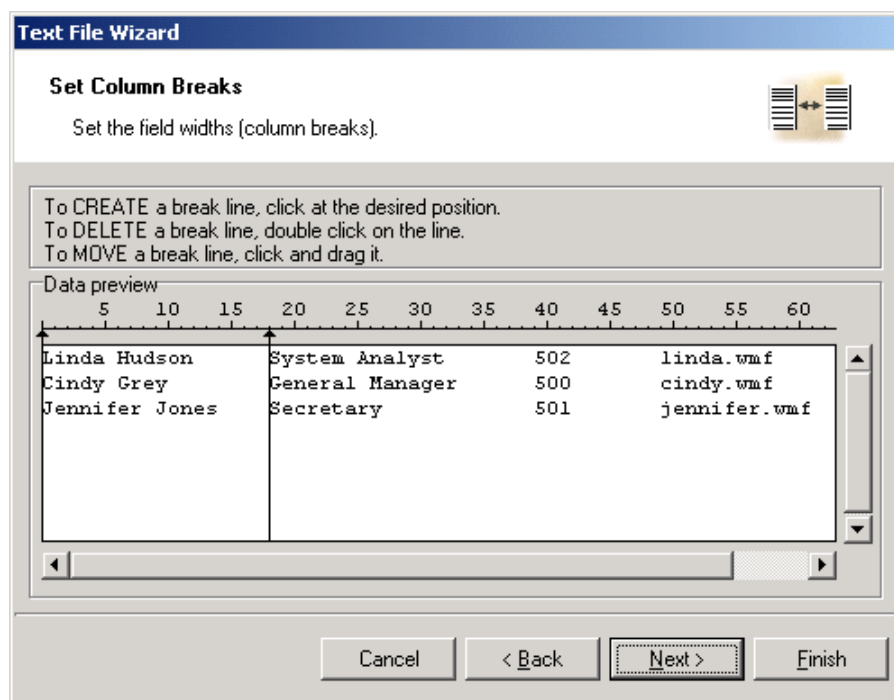 Text File Wizard
Set Column Breaks
Set the field widths (column breaks).
To CREATE a break line, click at the desired position.
To DELETE a break line, double click on the line.
To MOVE a break line, click and drag it.
Data preview
5 10 15 20 25 30 35 40 45 50 55 60
Linda Hudson System Analyst 502 linda.wmf
Cindy Grey General Manager 500 cindy.wmf
Jennifer Jones Secretary 501 jennifer.wmf
Cancel < Back Next > Finish